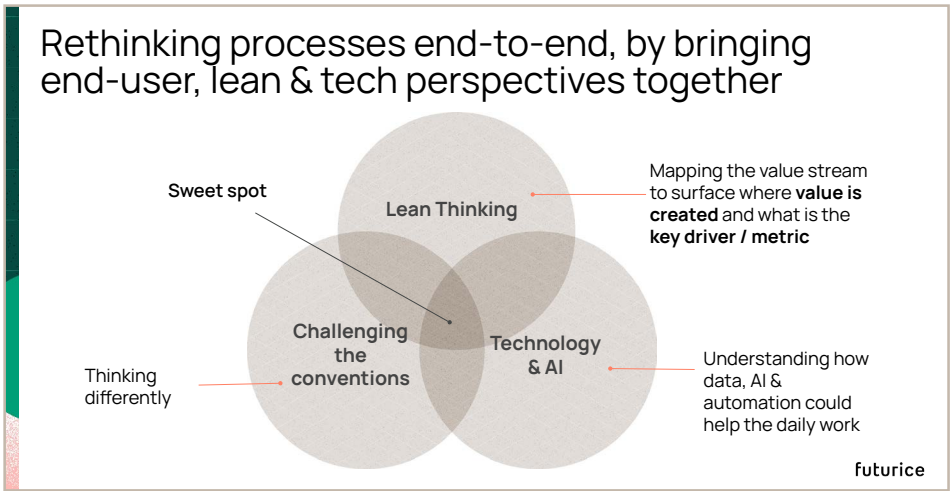 Rethinking processes end-to-end, by bringing
end-user, lean & tech perspectives together
Sweet spot
Lean Thinking
Mapping the value stream
to surface where value is
created and what is the
key driver / metric
Challenging
the
conventions
Technology
& AI
Thinking
differently
Understanding how
data, AI &
automation could
help the daily work
futurice